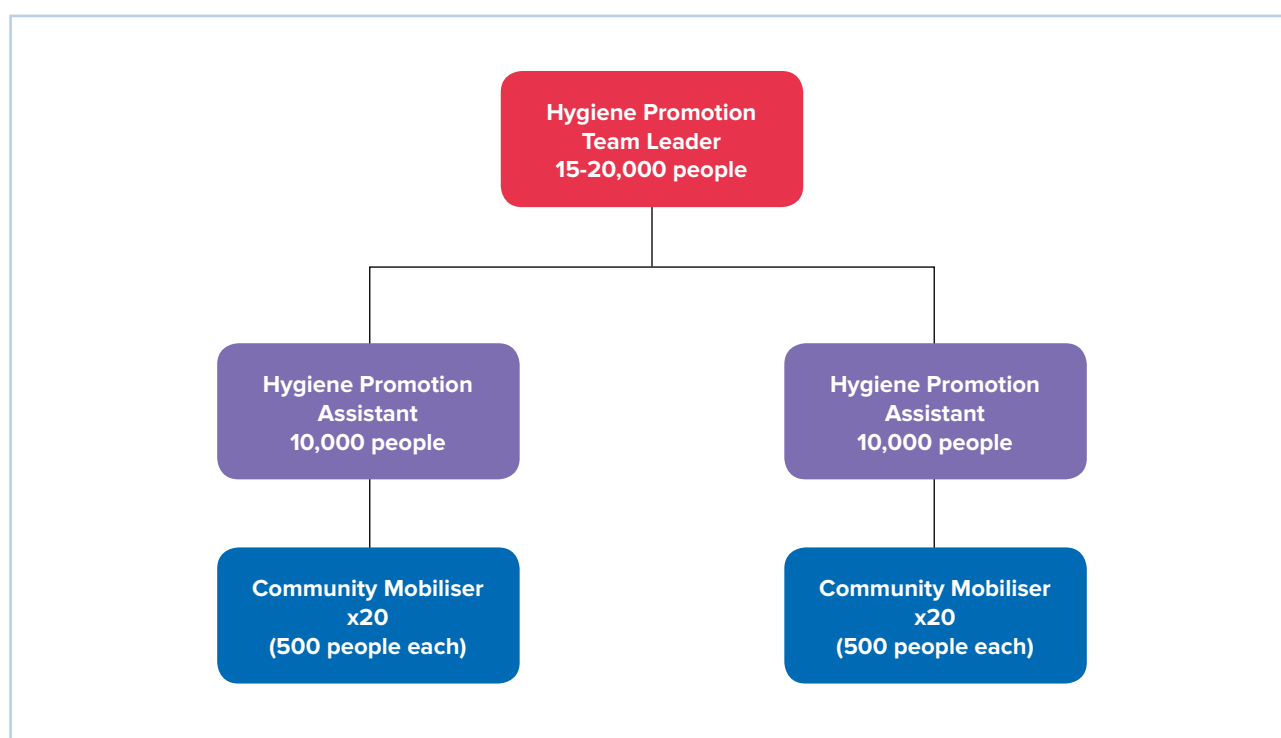 Hygiene Promotion
Team Leader
15-20,000 people
Hygiene Promotion
Assistant
10,000 people
Hygiene Promotion
Assistant
10,000 people
Community Mobiliser
x20
(500 people each)
Community Mobiliser
x20
(500 people each)